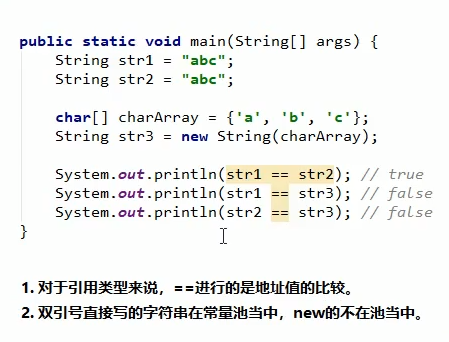 public static void main(String[] args) {
    String str1 = "abc";
    String str2 = "abc";

    char[] charArray = {'a', 'b', 'c'};
    String str3 = new String(charArray);

    System.out.println(str1 == str2); // true
    System.out.println(str1 == str3); // false
    System.out.println(str2 == str3); // false
}
1. 对于引用类型来说，==进行的是地址值的比较。
2. 双引号直接写的字符串在常量池当中，new的不在池当中。